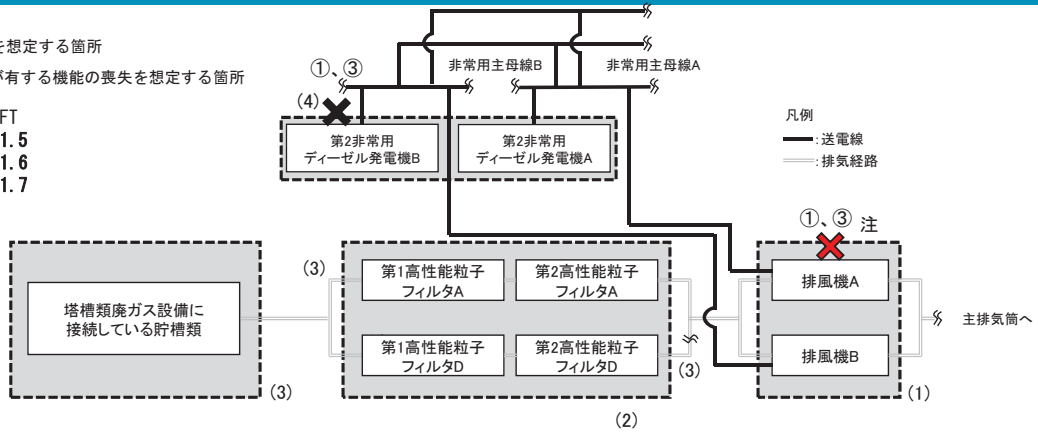 を想定する箇所
が有する機能の喪失を想定する箇所
FT
1.5
1.6
1.7
①、③
(4)
非常用主母線B
非常用主母線A
第2非常用
ディーゼル発電機B
第2非常用
ディーゼル発電機A
凡例
:送電線
:排気経路
①、③ 注
(3)
塔槽類廃ガス設備に
接続している貯槽類
第1高性能粒子
フィルタA
第2高性能粒子
フィルタA
第1高性能粒子
フィルタD
第2高性能粒子
フィルタD
排風機A
排風機B
主排気筒へ
(3)
(3)
(2)
(1)